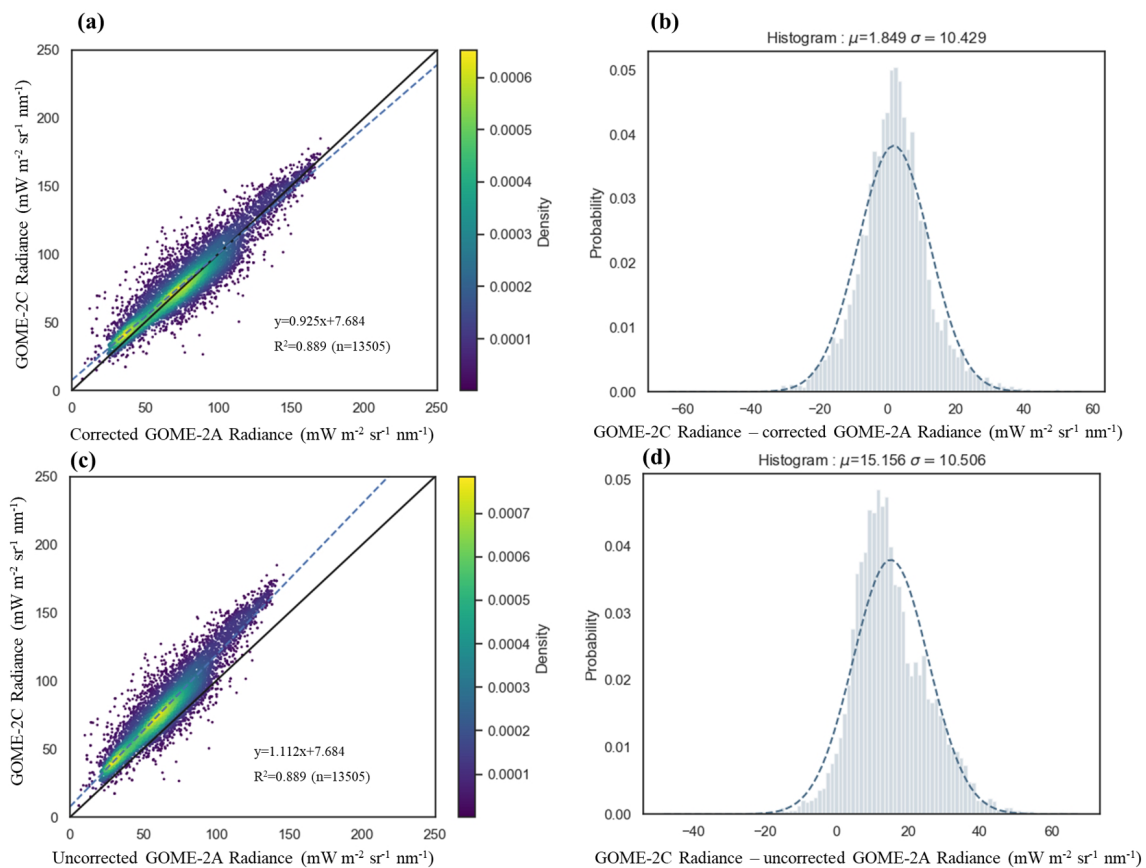 (a)
250
200
150
100
50
0
0 50 100 150 200 250
GOME-2C Radiance (mW m⁻² sr⁻¹ nm⁻¹)
Corrected GOME-2A Radiance (mW m⁻² sr⁻¹ nm⁻¹)
y=0.925x+7.684
R²=0.889 (n=13505)
0.0006
0.0005
0.0004
0.0003
0.0002
0.0001
Density
(b)
Histogram : μ=1.849 σ = 10.429
0.05
0.04
0.03
0.02
0.01
0.00
Probability
−60 −40 −20 0 20 40 60
GOME-2C Radiance – corrected GOME-2A Radiance (mW m⁻² sr⁻¹ nm⁻¹)
(c)
250
200
150
100
50
0
0 50 100 150 200 250
GOME-2C Radiance (mW m⁻² sr⁻¹ nm⁻¹)
Uncorrected GOME-2A Radiance (mW m⁻² sr⁻¹ nm⁻¹)
y=1.112x+7.684
R²=0.889 (n=13505)
0.0007
0.0006
0.0005
0.0004
0.0003
0.0002
0.0001
Density
(d)
Histogram : μ=15.156 σ = 10.506
0.05
0.04
0.03
0.02
0.01
0.00
Probability
−40 −20 0 20 40 60
GOME-2C Radiance – uncorrected GOME-2A Radiance (mW m⁻² sr⁻¹ nm⁻¹)